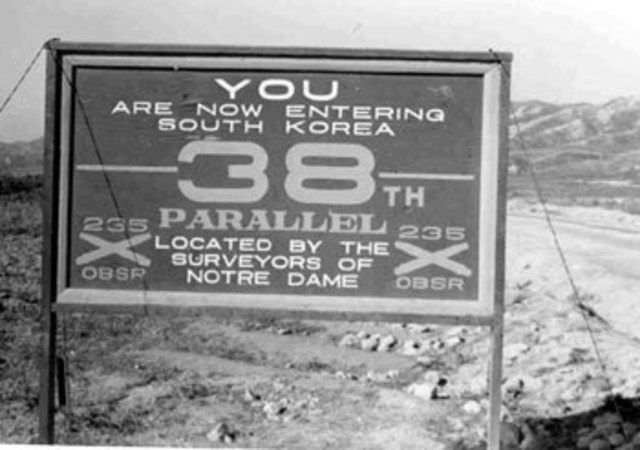 YOU
ARE NOW ENTERING
SOUTH KOREA
38TH
PARALLEL
235
OBSR
LOCATED BY THE
SURVEYORS OF
NOTRE DAME
235
OBSR